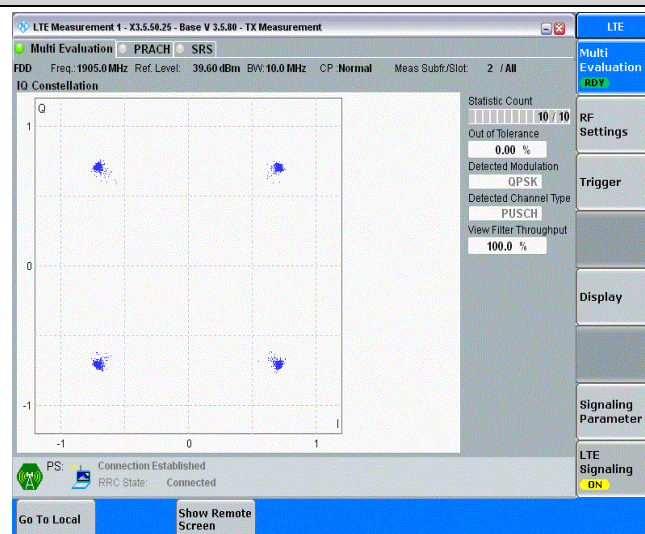 LTE Measurement 1 - X3.5.50.25 - Base V 3.5.80 - TX Measurement
LTE
Multi Evaluation PRACH SRS
FDD Freq.: 1905.0 MHz Ref. Level: 39.60 dBm BW: 10.0 MHz CP : Normal Meas Subfr./Slot: 2 / All
IQ Constellation
Q
1
0
-1
I
-1 0 1
Statistic Count
10 / 10
Out of Tolerance
0.00 %
Detected Modulation
QPSK
Detected Channel Type
PUSCH
View Filter Throughput
100.0 %
Multi
Evaluation
RDY
RF
Settings
Trigger
Display
Signaling
Parameter
LTE
Signaling
ON
PS: Connection Established
RRC State: Connected
Go To Local
Show Remote
Screen